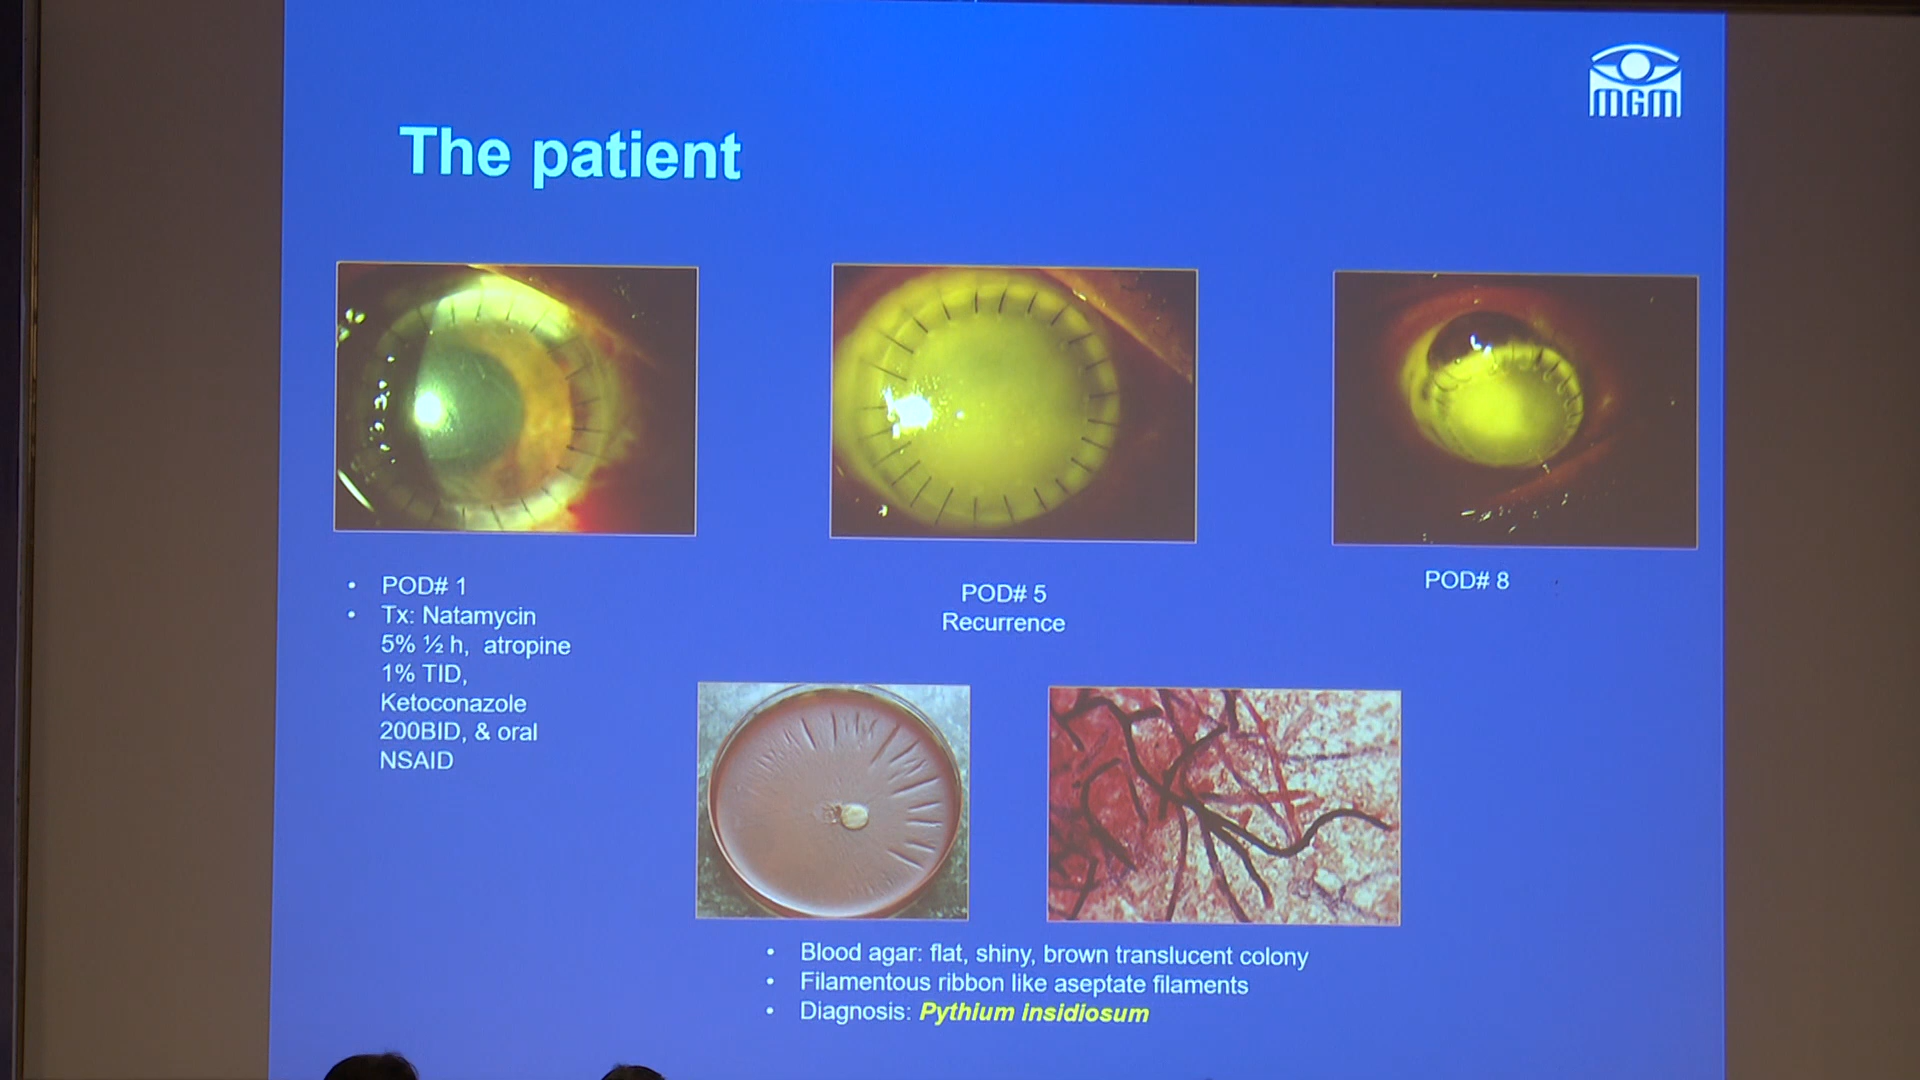 MGM
The patient
• POD# 1
• Tx: Natamycin
5% ½ h, atropine
1% TID,
Ketoconazole
200BID, & oral
NSAID
POD# 5
Recurrence
POD# 8
• Blood agar: flat, shiny, brown translucent colony
• Filamentous ribbon like aseptate filaments
• Diagnosis: Pythium insidiosum